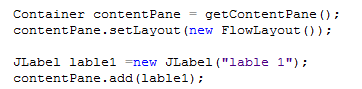 Container contentPane = getContentPane();
contentPane.setLayout(new FlowLayout());
JLabel lable1 =new JLabel("lable 1");
contentPane.add(lable1);